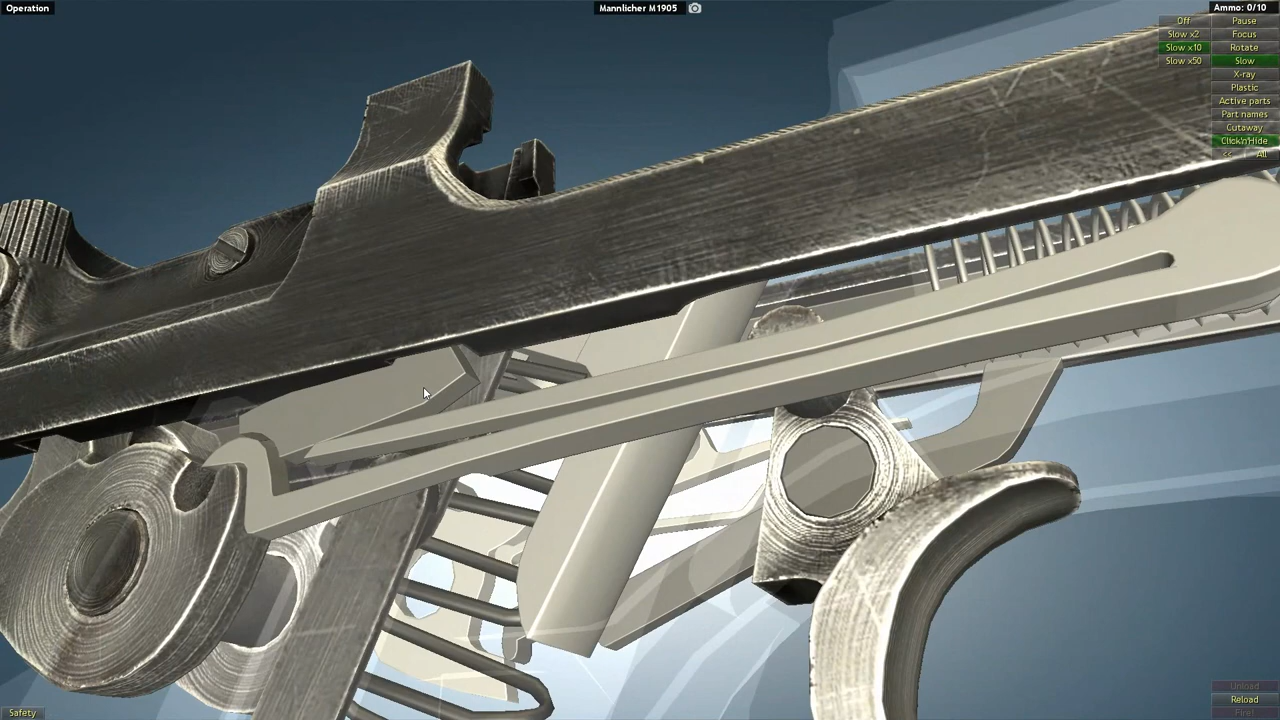 Operation
Mannlicher M1905
Ammo: 0/10
Off
Pause
Slow x2
Focus
Slow x10
Rotate
Slow x50
Slow
X-ray
Plastic
Active parts
Part names
Cutaway
Click'n'Hide
<<
All
Unload
Reload
Fire!
Safety